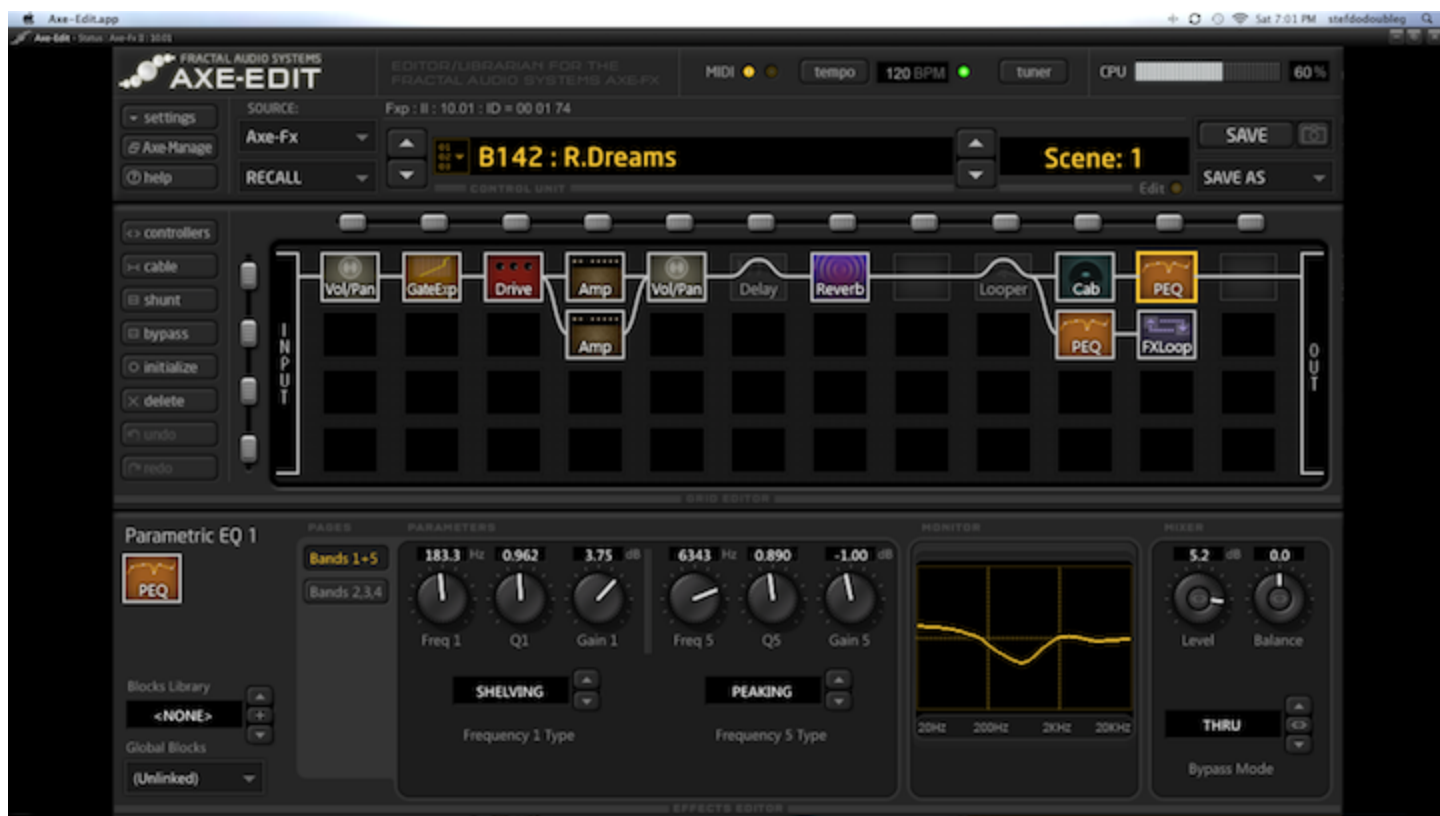 Axe-Edit.app
Sat 7:01 PM stefdodoubleg
Axe-Edit - Status : Axe-Fx II : 10.01
FRACTAL AUDIO SYSTEMS
AXE-EDIT
EDITOR/LIBRARIAN FOR THE
FRACTAL AUDIO SYSTEMS AXE-FX
MIDI
tempo
120 BPM
tuner
CPU
60 %
settings
Axe-Manage
help
SOURCE:
Axe-Fx
RECALL
Fxp : II : 10.01 : ID = 00 01 74
B142 : R.Dreams
CONTROL UNIT
Scene: 1
Edit
SAVE
SAVE AS
controllers
cable
shunt
bypass
initialize
delete
undo
redo
INPUT
Vol/Pan GateExp Drive Amp Vol/Pan Delay Reverb Looper Cab PEQ
Amp PEQ FXLoop
OUT
GRID EDITOR
Parametric EQ 1
PEQ
Blocks Library
<NONE>
Global Blocks
(Unlinked)
PAGES
Bands 1+5
Bands 2,3,4
PARAMETERS
183.3 Hz 0.962 3.75 dB 6343 Hz 0.890 -1.00 dB
Freq 1 Q1 Gain 1 Freq 5 Q5 Gain 5
SHELVING PEAKING
Frequency 1 Type Frequency 5 Type
MONITOR
20Hz 200Hz 2KHz 20KHz
MIXER
5.2 dB 0.0
Level Balance
THRU
Bypass Mode
EFFECTS EDITOR